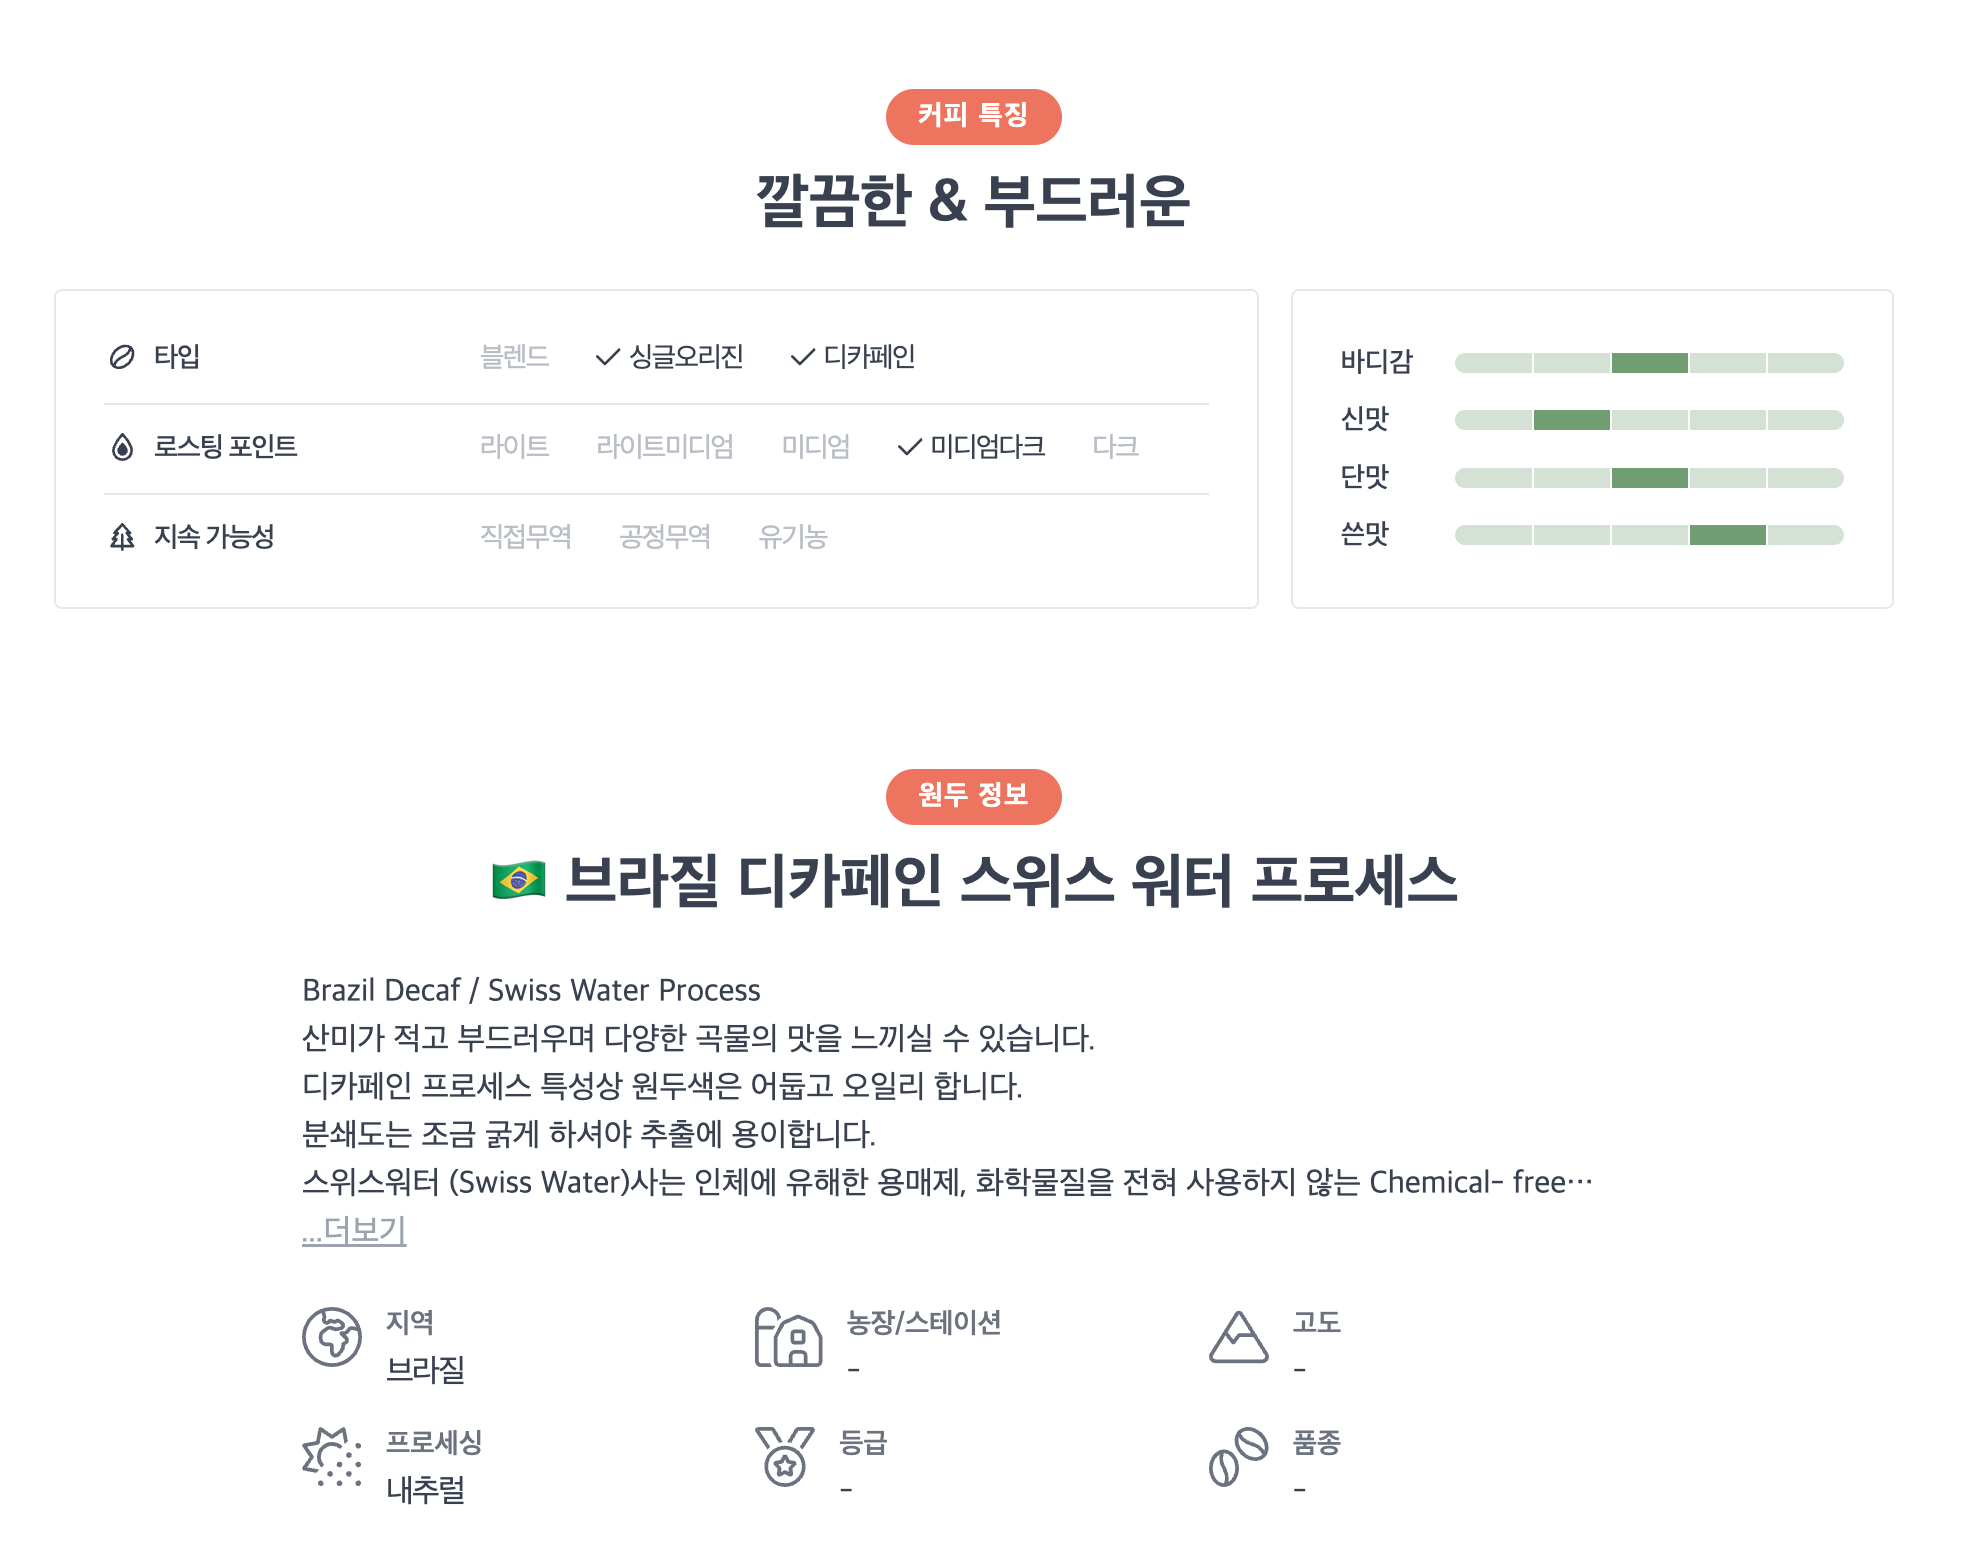 커피 특징
깔끔한 & 부드러운
타입 블렌드 싱글오리진 디카페인
로스팅 포인트 라이트 라이트미디엄 미디엄 미디엄다크 다크
지속 가능성 직접무역 공정무역 유기농
바디감
신맛
단맛
쓴맛
원두 정보
브라질 디카페인 스위스 워터 프로세스
Brazil Decaf / Swiss Water Process
산미가 적고 부드러우며 다양한 곡물의 맛을 느끼실 수 있습니다.
디카페인 프로세스 특성상 원두색은 어둡고 오일리 합니다.
분쇄도는 조금 굵게 하셔야 추출에 용이합니다.
스위스워터 (Swiss Water)사는 인체에 유해한 용매제, 화학물질을 전혀 사용하지 않는 Chemical- free…
...더보기
지역 농장/스테이션 고도
브라질 - -
프로세싱 등급 품종
내추럴 - -